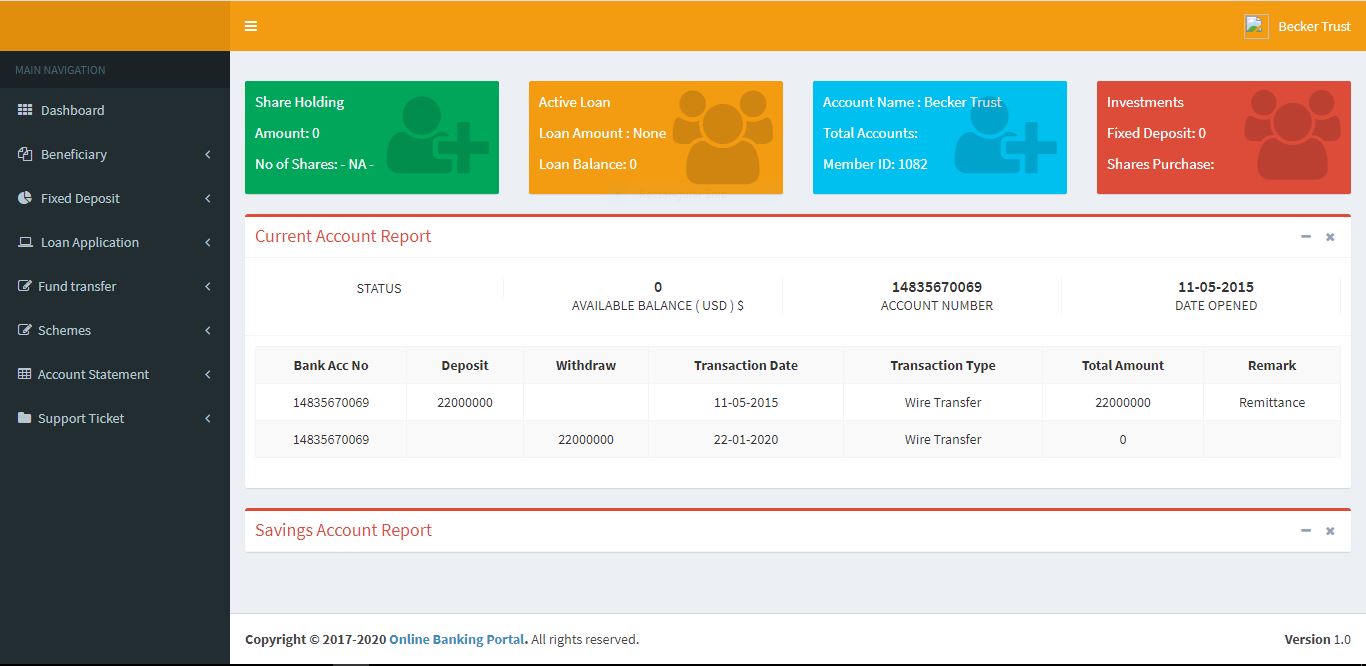 Becker Trust
MAIN NAVIGATION
Dashboard
Beneficiary
Fixed Deposit
Loan Application
Fund transfer
Schemes
Account Statement
Support Ticket
Share Holding
Amount: 0
No of Shares: - NA -
Active Loan
Loan Amount : None
Loan Balance: 0
Account Name : Becker Trust
Total Accounts:
Member ID: 1082
Investments
Fixed Deposit: 0
Shares Purchase:
Current Account Report
STATUS
0
AVAILABLE BALANCE ( USD ) $
14835670069
ACCOUNT NUMBER
11-05-2015
DATE OPENED
Bank Acc No Deposit Withdraw Transaction Date Transaction Type Total Amount Remark
14835670069 22000000 11-05-2015 Wire Transfer 22000000 Remittance
14835670069 22000000 22-01-2020 Wire Transfer 0
Savings Account Report
Copyright © 2017-2020 Online Banking Portal. All rights reserved.
Version 1.0